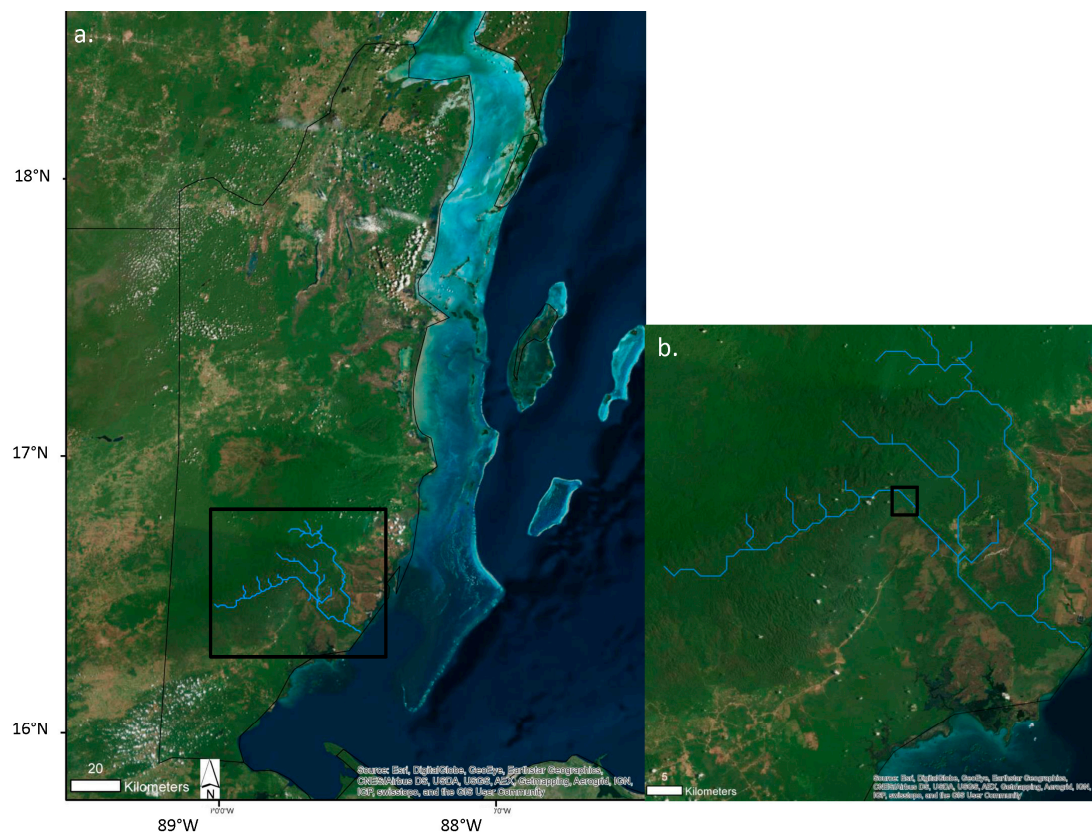 a.
18°N
b.
17°N
16°N
20
Kilometers
N
Source: Esri, DigitalGlobe, GeoEye, Earthstar Geographics,
CNES/Airbus DS, USDA, USGS, AEX, Getmapping, Aerogrid, IGN,
IGP, swisstopo, and the GIS User Community
5
Kilometers
Source: Esri, DigitalGlobe, GeoEye, Earthstar Geographics,
CNES/Airbus DS, USDA, USGS, AEX, Getmapping, Aerogrid, IGN,
IGP, swisstopo, and the GIS User Community
89°W
88°W